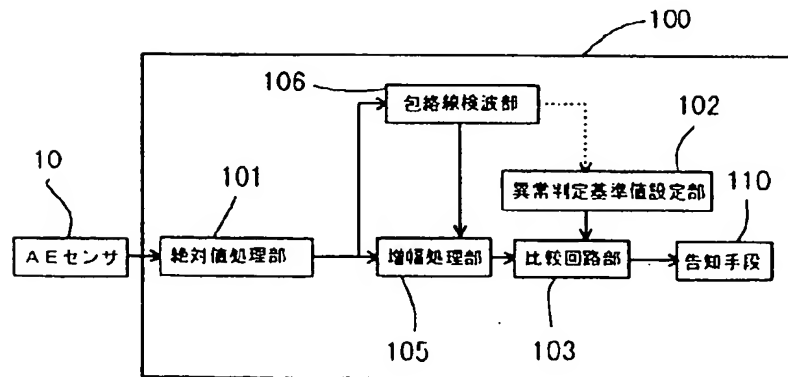 100
106
包絡線検波部
102
10
101
異常判定基準値設定部
110
AEセンサ
絶対値処理部
増幅処理部
比較回路部
告知手段
105
103